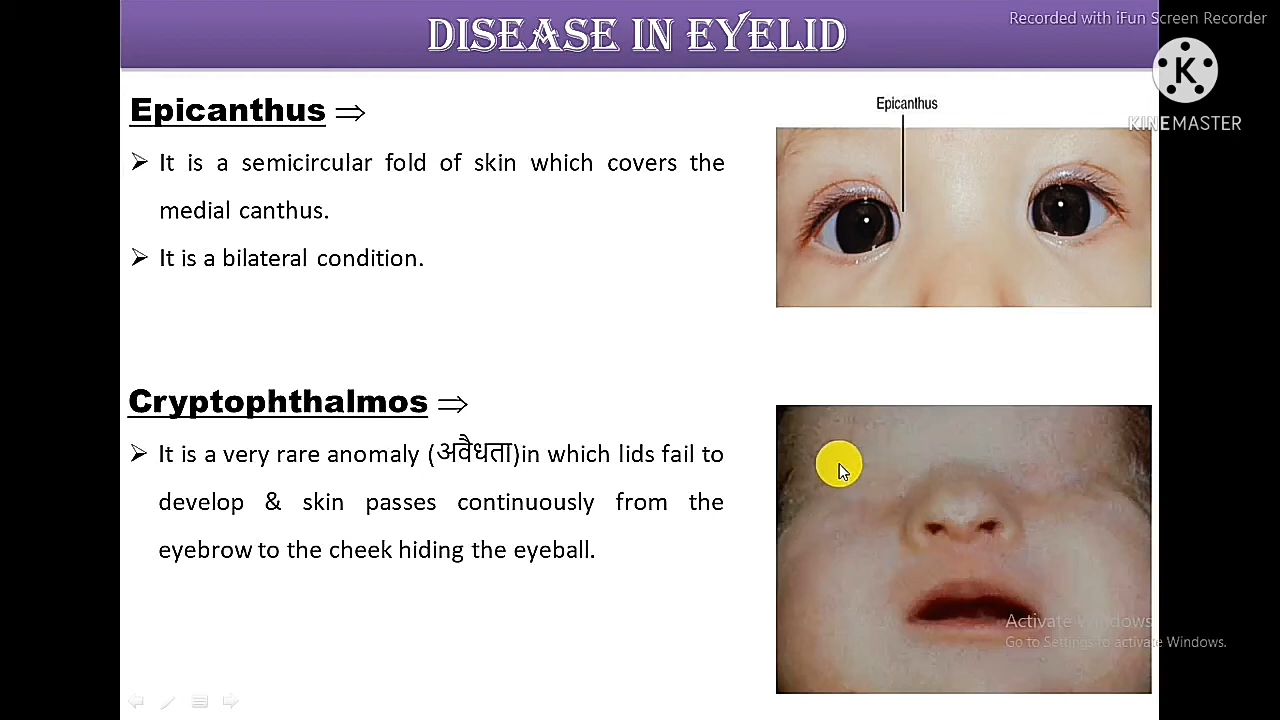 DISEASE IN EYELID
Recorded with iFun Screen Recorder
K
KINEMASTER
Epicanthus ⇒
➢ It is a semicircular fold of skin which covers the
medial canthus.
➢ It is a bilateral condition.
Epicanthus
Cryptophthalmos ⇒
➢ It is a very rare anomaly (अवैधता)in which lids fail to
develop & skin passes continuously from the
eyebrow to the cheek hiding the eyeball.
Activate Windows
Go to Settings to activate Windows.